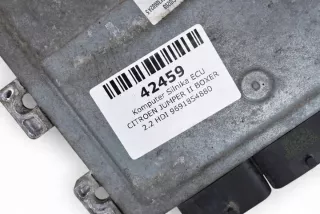 42459
Komputer Silnika ECU
CITROEN JUMPER II BOXER
2.2 HDI 9691854880